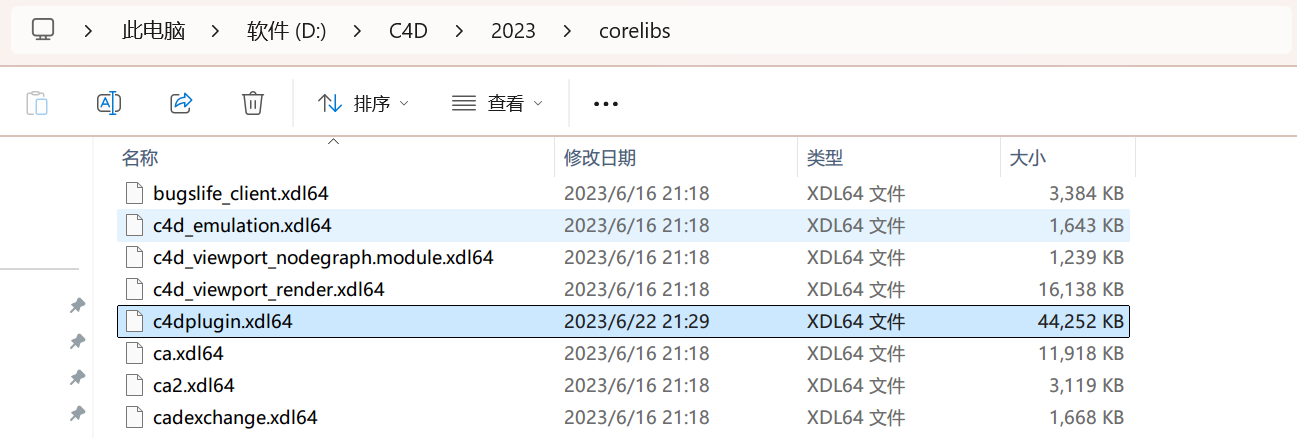 此电脑 软件 (D:) C4D 2023 corelibs
排序 查看
名称 修改日期 类型 大小
bugslife_client.xdl64 2023/6/16 21:18 XDL64 文件 3,384 KB
c4d_emulation.xdl64 2023/6/16 21:18 XDL64 文件 1,643 KB
c4d_viewport_nodegraph.module.xdl64 2023/6/16 21:18 XDL64 文件 1,239 KB
c4d_viewport_render.xdl64 2023/6/16 21:18 XDL64 文件 16,138 KB
c4dplugin.xdl64 2023/6/22 21:29 XDL64 文件 44,252 KB
ca.xdl64 2023/6/16 21:18 XDL64 文件 11,918 KB
ca2.xdl64 2023/6/16 21:18 XDL64 文件 3,119 KB
cadexchange.xdl64 2023/6/16 21:18 XDL64 文件 1,668 KB